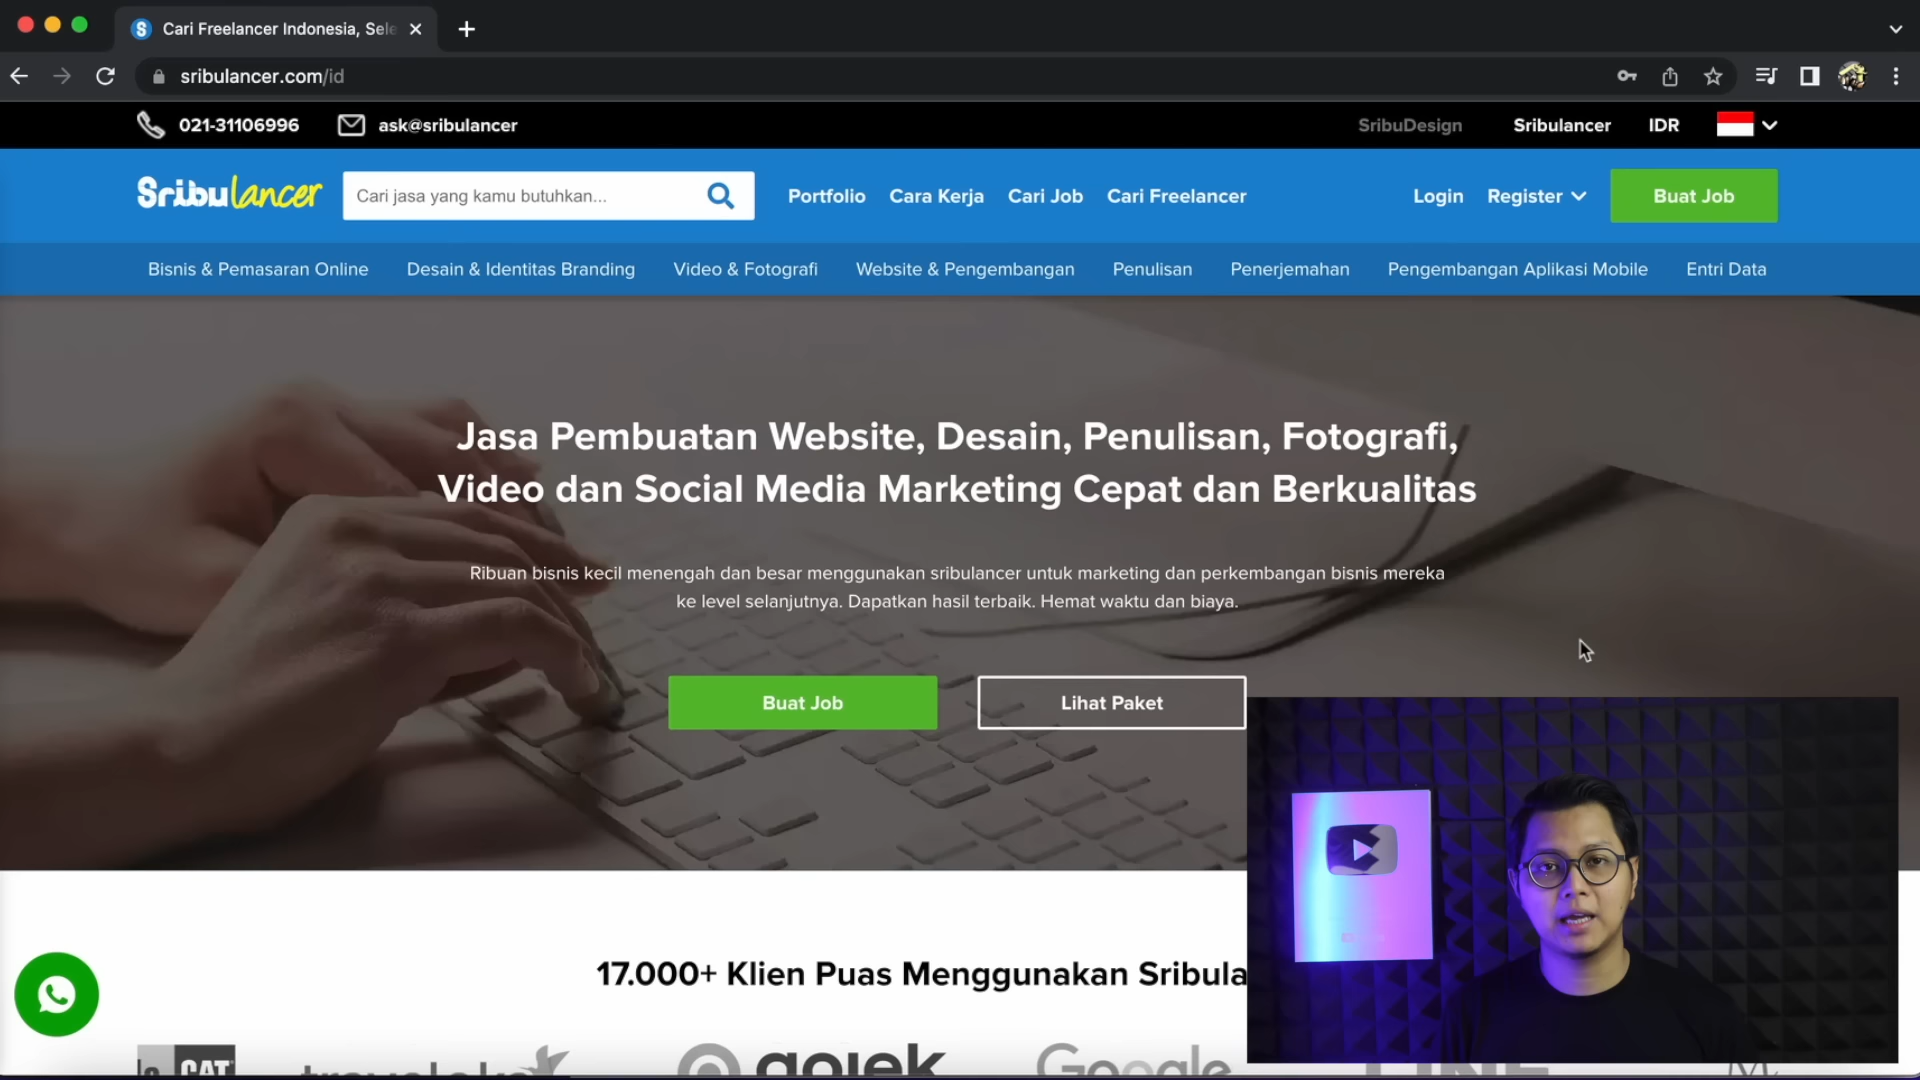 Cari Freelancer Indonesia, Sele
sribulancer.com/id
021-31106996
ask@sribulancer
SribuDesign
Sribulancer
IDR
Sribulancer
Cari jasa yang kamu butuhkan...
Portfolio
Cara Kerja
Cari Job
Cari Freelancer
Login
Register
Buat Job
Bisnis & Pemasaran Online
Desain & Identitas Branding
Video & Fotografi
Website & Pengembangan
Penulisan
Penerjemahan
Pengembangan Aplikasi Mobile
Entri Data
Jasa Pembuatan Website, Desain, Penulisan, Fotografi,
Video dan Social Media Marketing Cepat dan Berkualitas
Ribuan bisnis kecil menengah dan besar menggunakan sribulancer untuk marketing dan perkembangan bisnis mereka
ke level selanjutnya. Dapatkan hasil terbaik. Hemat waktu dan biaya.
Buat Job
Lihat Paket
17.000+ Klien Puas Menggunakan Sribula
CAT
traveloka
gojek
Google
LINE